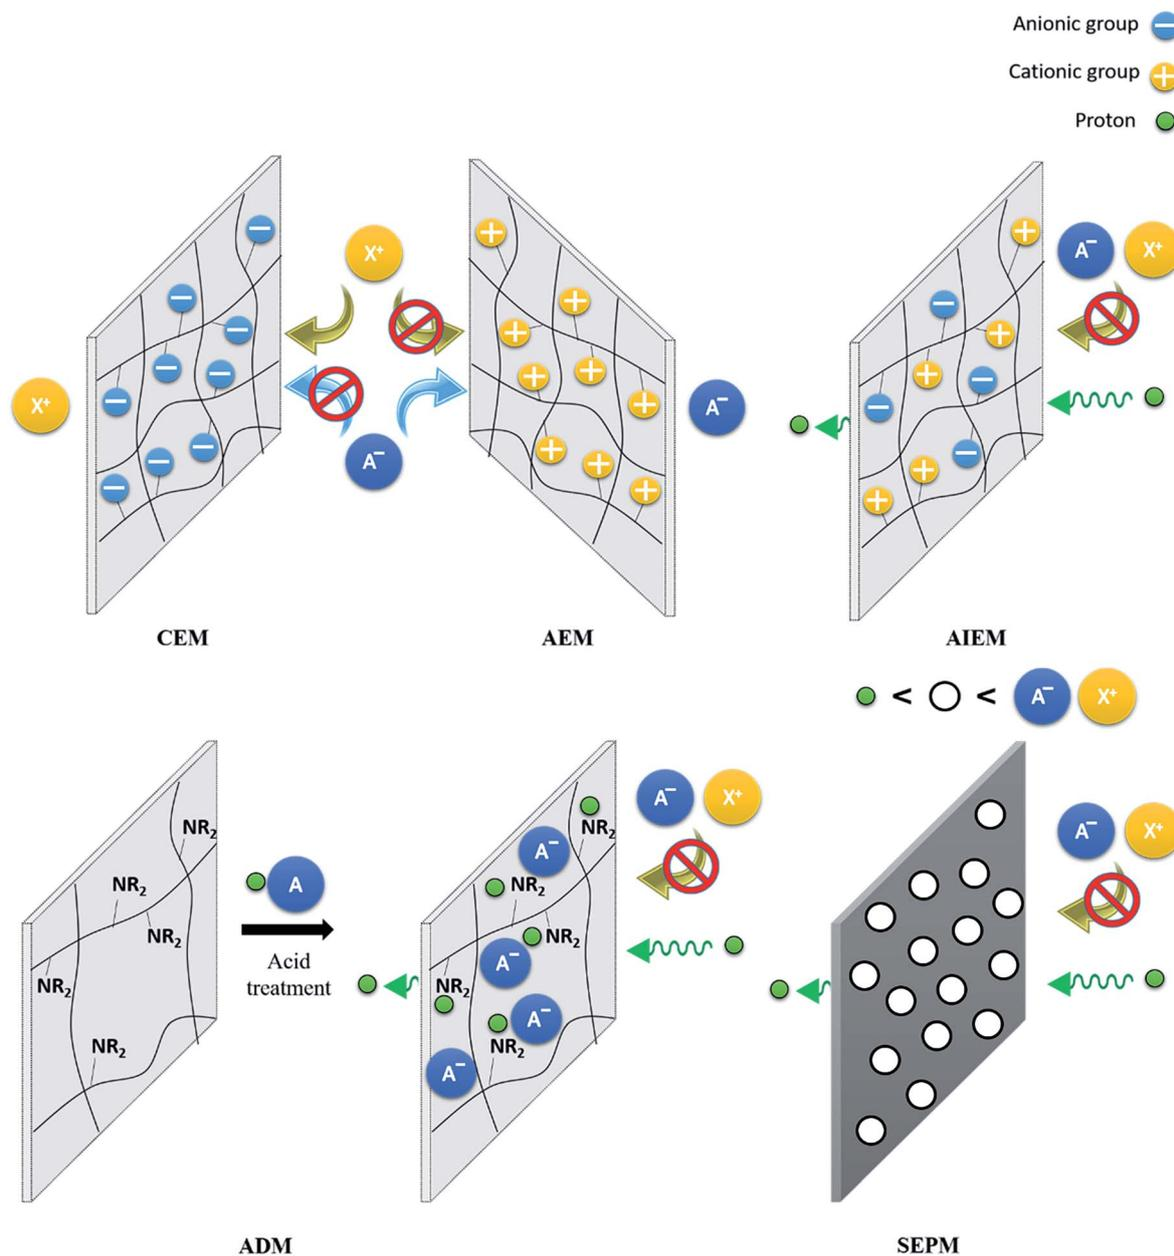 Anionic group −
Cationic group +
Proton
− − − − − − − − −
X⁺
X⁺
A⁻
CEM
+ + + + + + + + +
A⁻
AEM
+ − + + − − − + +
A⁻ X⁺
AIEM
< < A⁻ X⁺
NR₂
NR₂
NR₂
NR₂
NR₂
A
Acid
treatment
NR₂
A⁻
NR₂
NR₂
A⁻
NR₂
A⁻
NR₂
A⁻
A⁻ X⁺
ADM
A⁻ X⁺
SEPM